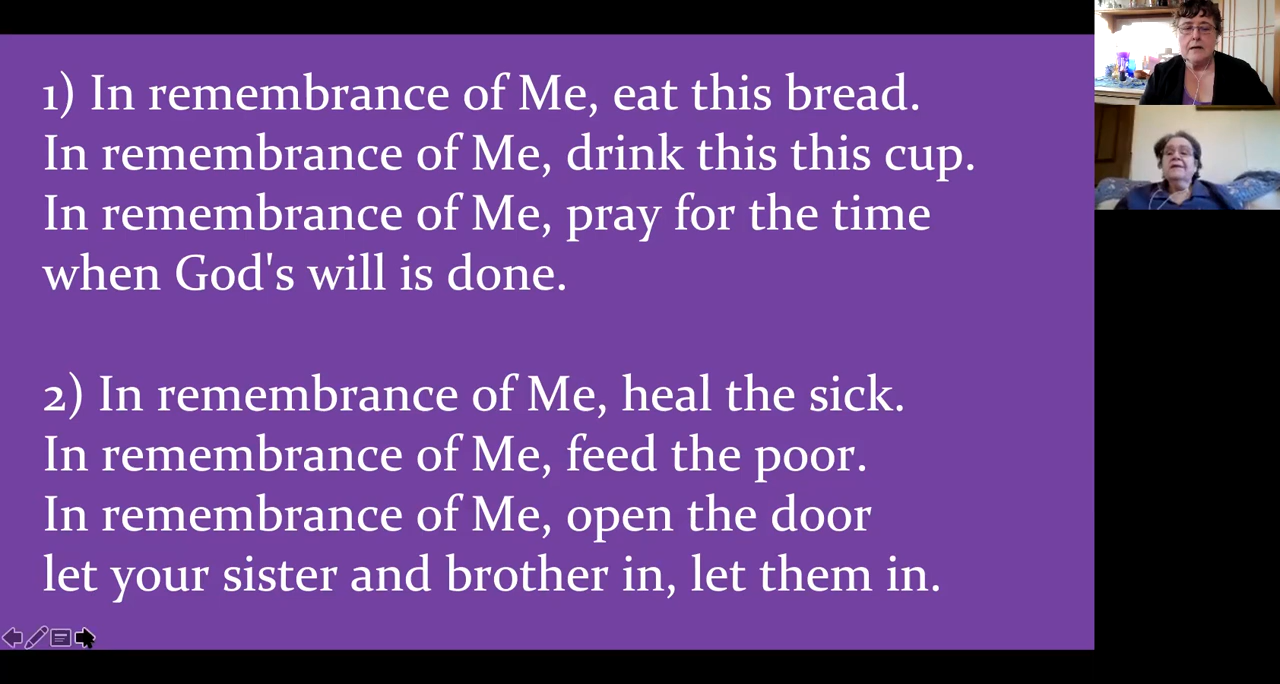 1) In remembrance of Me, eat this bread.
In remembrance of Me, drink this this cup.
In remembrance of Me, pray for the time
when God's will is done.
2) In remembrance of Me, heal the sick.
In remembrance of Me, feed the poor.
In remembrance of Me, open the door
let your sister and brother in, let them in.